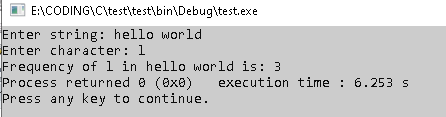 E:\CODING\C\test\test\bin\Debug\test.exe
Enter string: hello world
Enter character: l
Frequency of l in hello world is: 3
Process returned 0 (0x0)   execution time : 6.253 s
Press any key to continue.